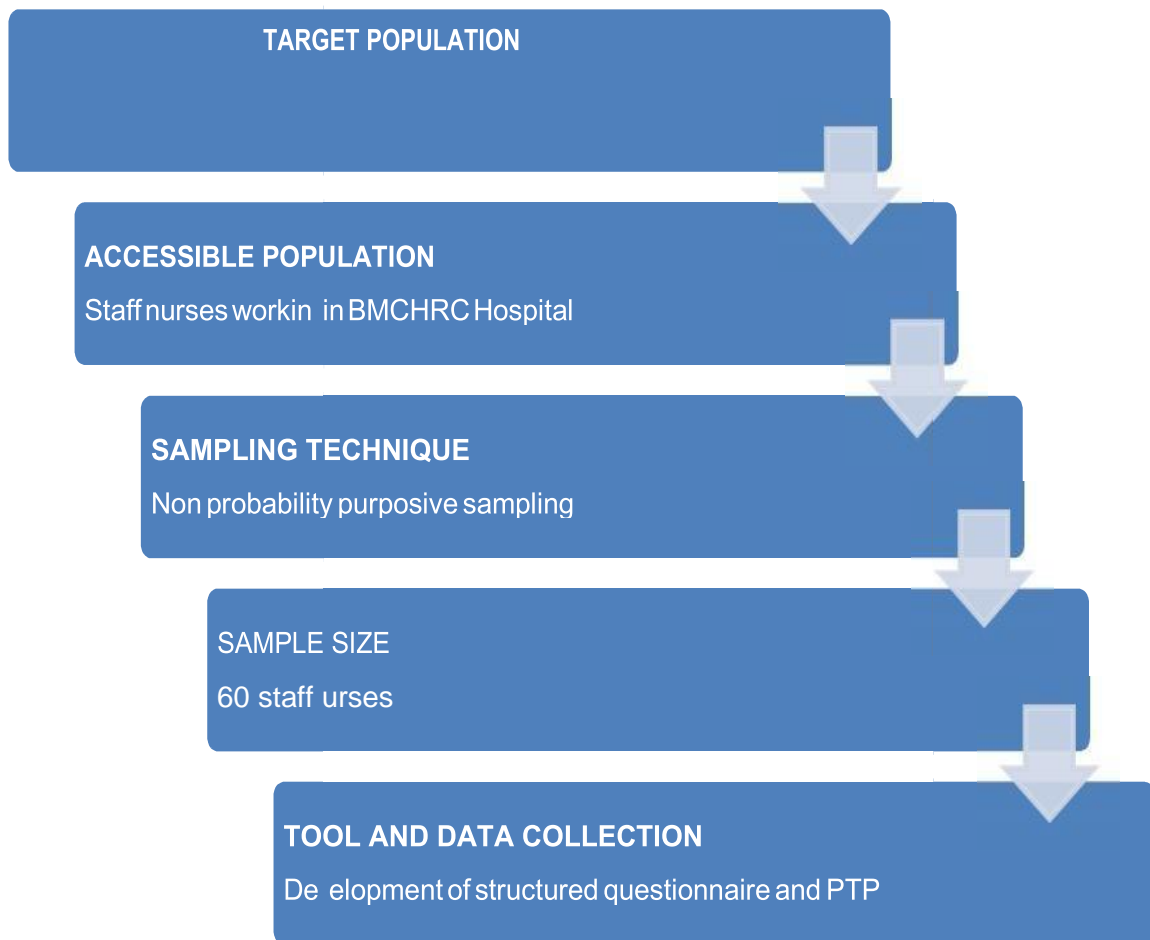 TARGET POPULATION
ACCESSIBLE POPULATION
Staff nurses workin in BMCHRC Hospital
SAMPLING TECHNIQUE
Non probability purposive sampling
SAMPLE SIZE
60 staff urses
TOOL AND DATA COLLECTION
De elopment of structured questionnaire and PTP